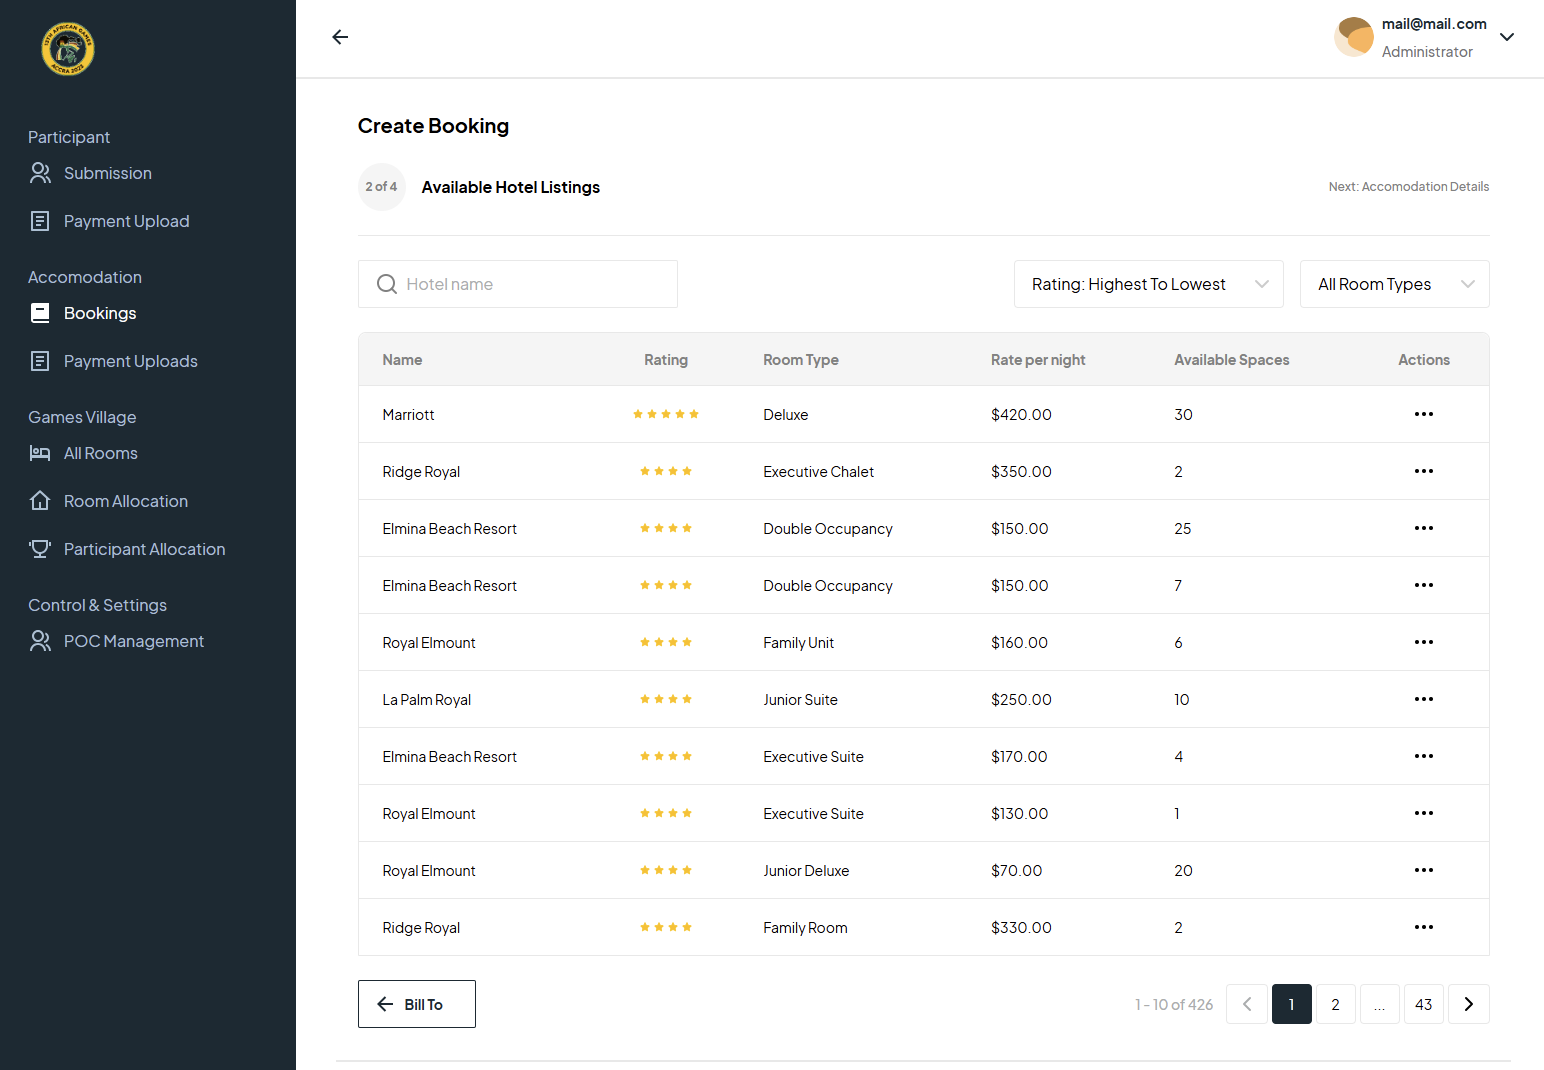 13TH AFRICAN GAMES
ACCRA 2023
mail@mail.com
Administrator
Participant
Submission
Payment Upload
Accomodation
Bookings
Payment Uploads
Games Village
All Rooms
Room Allocation
Participant Allocation
Control & Settings
POC Management
Create Booking
2 of 4 Available Hotel Listings Next: Accomodation Details
Hotel name Rating: Highest To Lowest All Room Types
Name Rating Room Type Rate per night Available Spaces Actions
Marriott Deluxe $420.00 30
Ridge Royal Executive Chalet $350.00 2
Elmina Beach Resort Double Occupancy $150.00 25
Elmina Beach Resort Double Occupancy $150.00 7
Royal Elmount Family Unit $160.00 6
La Palm Royal Junior Suite $250.00 10
Elmina Beach Resort Executive Suite $170.00 4
Royal Elmount Executive Suite $130.00 1
Royal Elmount Junior Deluxe $70.00 20
Ridge Royal Family Room $330.00 2
Bill To 1 - 10 of 426 1 2 ... 43